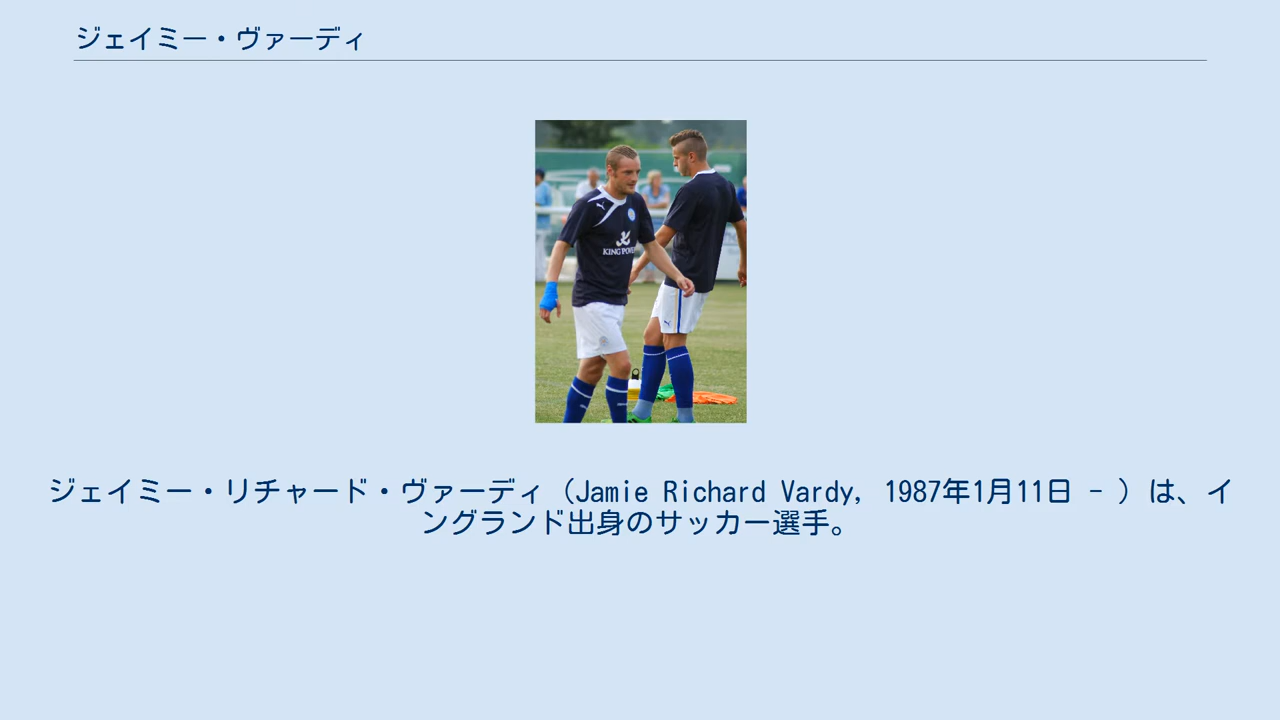 ジェイミー・ヴァーディ
KING POWER
ジェイミー・リチャード・ヴァーディ（Jamie Richard Vardy, 1987年1月11日 - ）は、イ
ングランド出身のサッカー選手。